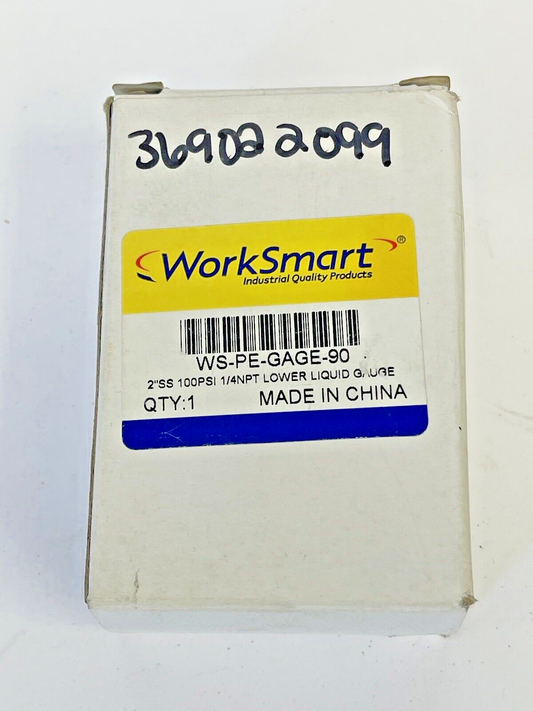 369022099
WorkSmart®
Industrial Quality Products
WS-PE-GAGE-90
2"SS 100PSI 1/4NPT LOWER LIQUID GAUGE
QTY:1 MADE IN CHINA